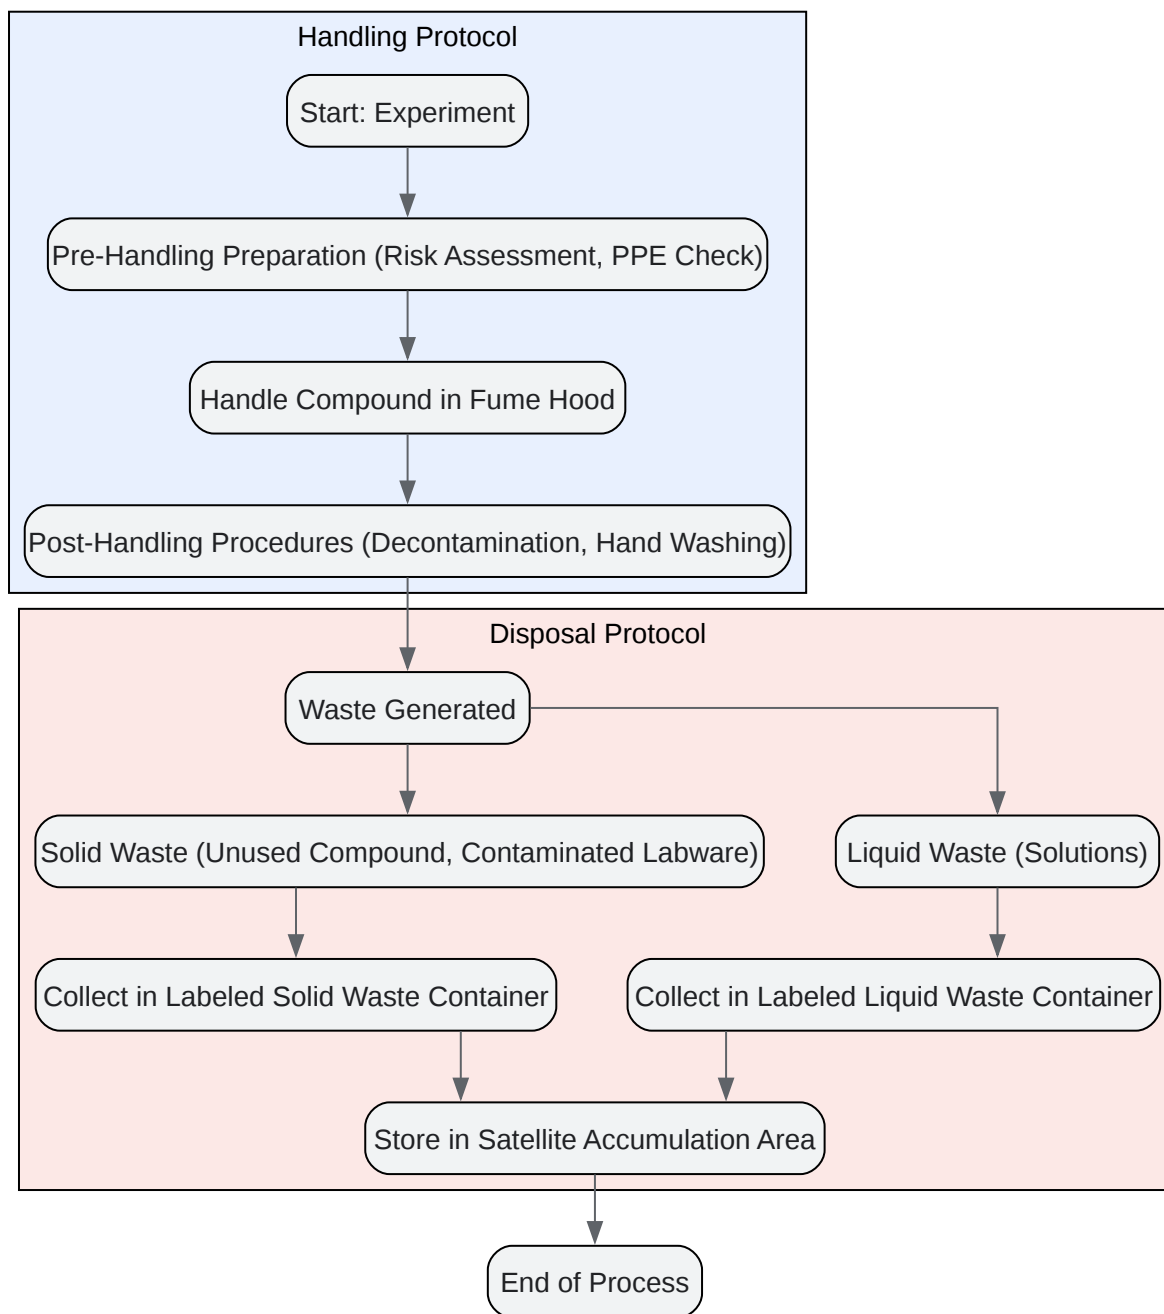 Handling Protocol
Start: Experiment
Pre-Handling Preparation (Risk Assessment, PPE Check)
Handle Compound in Fume Hood
Post-Handling Procedures (Decontamination, Hand Washing)
Disposal Protocol
Waste Generated
Solid Waste (Unused Compound, Contaminated Labware)
Liquid Waste (Solutions)
Collect in Labeled Solid Waste Container
Collect in Labeled Liquid Waste Container
Store in Satellite Accumulation Area
End of Process